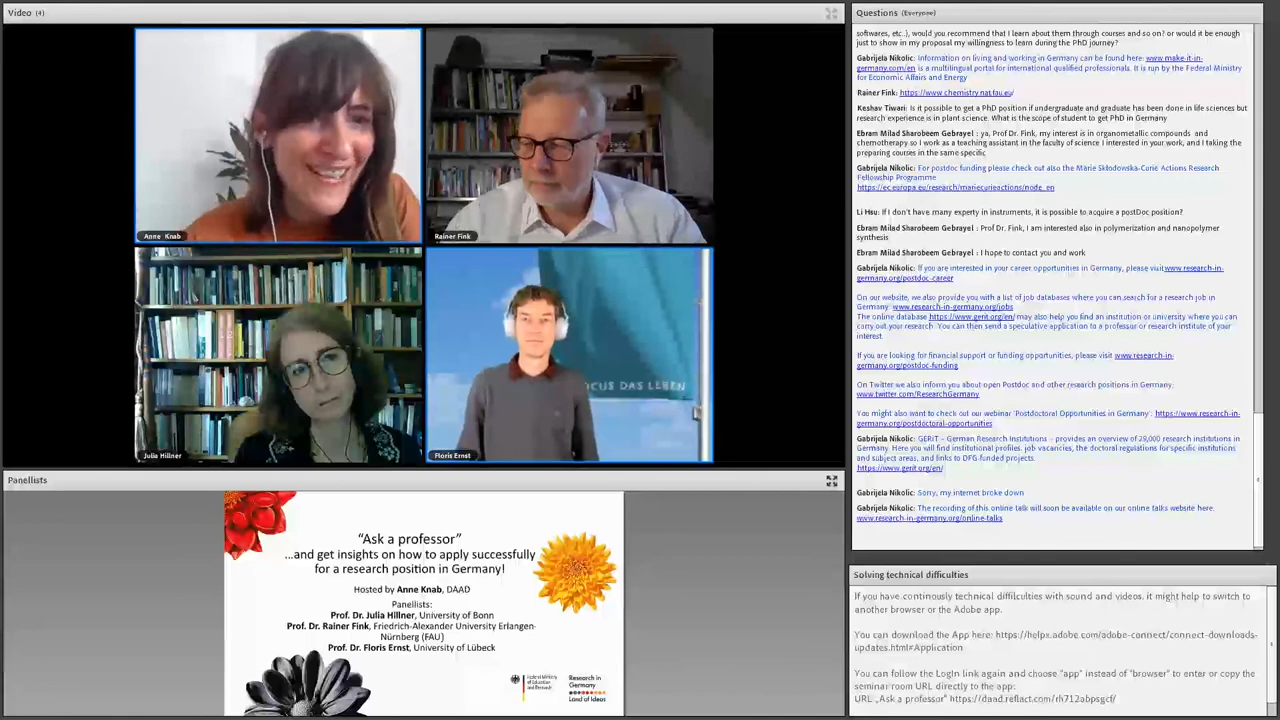 Video (4)
Anne Knab
Rainer Fink
Julia Hillner
OCUS DAS LEBEN
Floris Ernst
Panellists
"Ask a professor"
...and get insights on how to apply successfully
for a research position in Germany!
Hosted by Anne Knab, DAAD
Panellists:
Prof. Dr. Julia Hillner, University of Bonn
Prof. Dr. Rainer Fink, Friedrich-Alexander University Erlangen-
Nürnberg (FAU)
Prof. Dr. Floris Ernst, University of Lübeck
Federal Ministry
of Education
and Research
Research in
Germany
Land of Ideas
Questions (Everyone)
softwares, etc..), would you recommend that I learn about them through courses and so on? or would it be enough
just to show in my proposal my willingness to learn during the PhD journey?
Gabrijela Nikolic: Information on living and working in Germany can be found here: www.make-it-in-
germany.com/en is a multilingual portal for international qualified professionals. It is run by the Federal Ministry
for Economic Affairs and Energy
Rainer Fink: https://www.chemistry.nat.fau.eu/
Keshav Tiwari: Is it possible to get a PhD position if undergraduate and graduate has been done in life sciences but
research experience is in plant science. What is the scope of student to get PhD in Germany
Ebram Milad Sharobeem Gebrayel : ya, Prof Dr. Fink, my interest is in organometallic compounds and
chemotherapy so I work as a teaching assistant in the faculty of science I interested in your work, and I taking the
preparing courses in the same specific
Gabrijela Nikolic: For postdoc funding please check out also the Marie Skłodowska-Curie Actions Research
Fellowship Programme
https://ec.europa.eu/research/mariecurieactions/node_en
Li Hsu: If I don't have many experty in instruments, it is possible to acquire a postDoc position?
Ebram Milad Sharobeem Gebrayel : Prof Dr. Fink, I am interested also in polymerization and nanopolymer
synthesis
Ebram Milad Sharobeem Gebrayel : I hope to contact you and work
Gabrijela Nikolic: If you are interested in your career opportunities in Germany, please visit www.research-in-
germany.org/postdoc-career
On our website, we also provide you with a list of job databases where you can search for a research job in
Germany: www.research-in-germany.org/jobs
The online database https://www.gerit.org/en/ may also help you find an institution or university where you can
carry out your research. You can then send a speculative application to a professor or research institute of your
interest.
If you are looking for financial support or funding opportunities, please visit www.research-in-
germany.org/postdoc-funding
On Twitter we also inform you about open Postdoc and other research positions in Germany:
www.twitter.com/ResearchGermany
You might also want to check out our webinar 'Postdoctoral Opportunities in Germany': https://www.research-in-
germany.org/postdoctoral-opportunities
Gabrijela Nikolic: GERiT – German Research Institutions – provides an overview of 29,000 research institutions in
Germany. Here you will find institutional profiles, job vacancies, the doctoral regulations for specific institutions
and subject areas, and links to DFG-funded projects.
https://www.gerit.org/en/
Gabrijela Nikolic: Sorry, my internet broke down
Gabrijela Nikolic: The recording of this online talk will soon be available on our online talks website here:
www.research-in-germany.org/online-talks
Solving technical difficulties
If you have continously technical diffilculties with sound and videos, it might help to switch to
another browser or the Adobe app.
You can download the App here: https://helpx.adobe.com/adobe-connect/connect-downloads-
updates.html#Application
You can follow the Login link again and choose "app" instead of "browser" to enter or copy the
seminar room URL directly to the app:
URL „Ask a professor" https://daad.reflact.com/rh712abpsgcf/